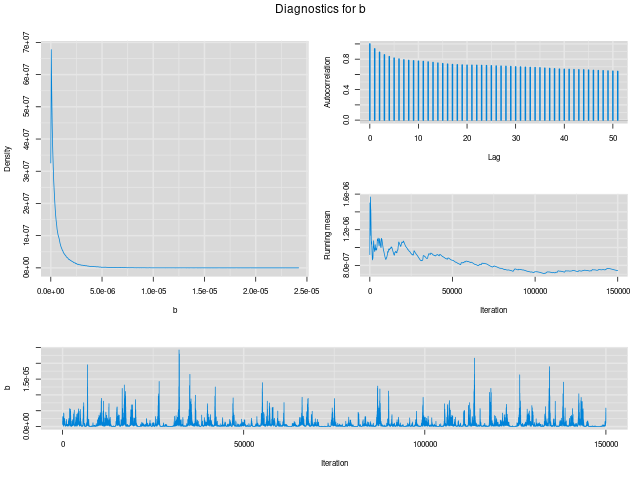 Diagnostics for b
Density
0e+00
1e+07
2e+07
3e+07
4e+07
5e+07
6e+07
7e+07
0.0e+00 5.0e-06 1.0e-05 1.5e-05 2.0e-05 2.5e-05
b
Autocorrelation
0.0
0.4
0.8
0 10 20 30 40 50
Lag
Running mean
8.0e-07
1.2e-06
1.6e-06
0 50000 100000 150000
Iteration
b
0.0e+00
1.5e-05
0 50000 100000 150000
Iteration